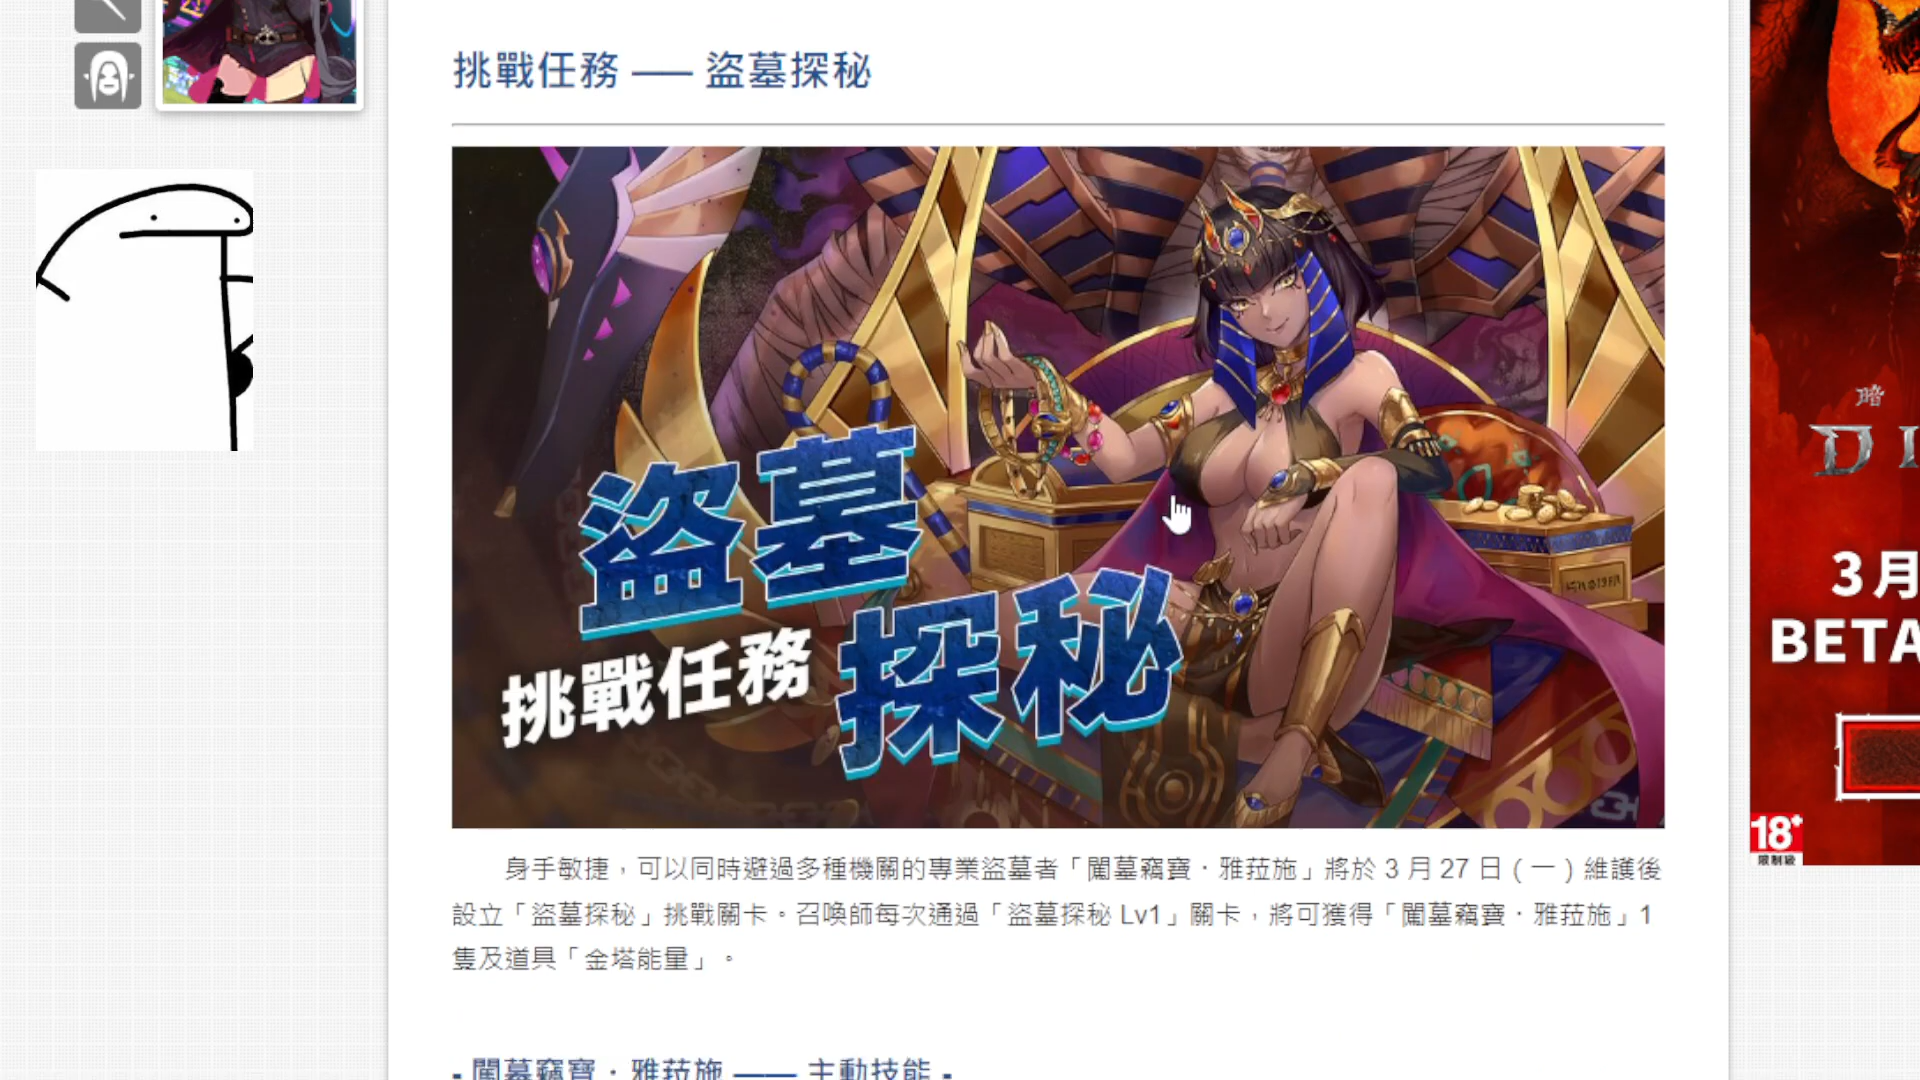 挑戰任務 —— 盜墓探秘
盜墓
探秘
挑戰任務
身手敏捷，可以同時避過多種機關的專業盜墓者「闖墓竊寶．雅菈施」將於 3 月 27 日 ( 一 ) 維護後
設立「盜墓探秘」挑戰關卡。召喚師每次通過「盜墓探秘 Lv1」關卡，將可獲得「闖墓竊寶．雅菈施」1
隻及道具「金塔能量」。
- 闖墓竊寶．雅菈施 —— 主動技能 -
暗
D I
3月
BETA
18+
限制級